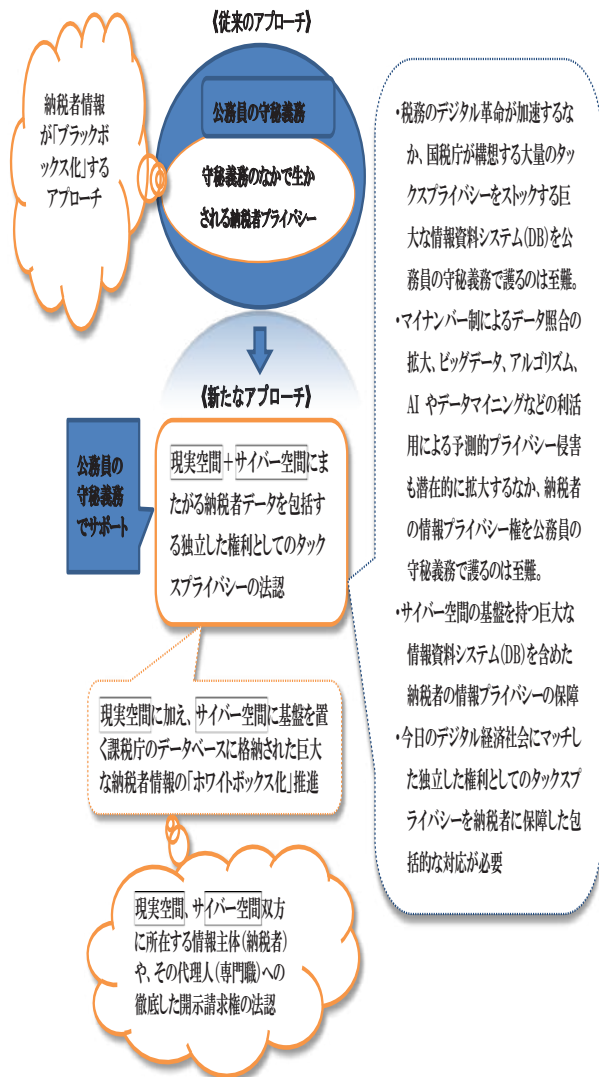 《従来のアプローチ》
納税者情報
が「ブラックボ
ックス化」する
アプローチ
公務員の守秘義務
守秘義務のなかで生か
される納税者プライバシー
《新たなアプローチ》
公務員の
守秘義務
でサポート
現実空間＋サイバー空間にま
たがる納税者データを包括す
る独立した権利としてのタック
スプライバシーの法認
現実空間に加え、サイバー空間に基盤を置
く課税庁のデータベースに格納された巨大
な納税者情報の「ホワイトボックス化」推進
現実空間、サイバー空間双方
に所在する情報主体（納税者）
や、その代理人（専門職）への
徹底した開示請求権の法認
・税務のデジタル革命が加速するな
か、国税庁が構想する大量のタッ
クスプライバシーをストックする巨
大な情報資料システム(DB)を公
務員の守秘義務で護るのは至難。
・マイナンバー制によるデータ照合の
拡大、ビッグデータ、アルゴリズム、
AI やデータマイニングなどの利活
用による予測的プライバシー侵害
も潜在的に拡大するなか、納税者
の情報プライバシー権を公務員の
守秘義務で護るのは至難。
・サイバー空間の基盤を持つ巨大な
情報資料システム(DB)を含めた
納税者の情報プライバシーの保障
・今日のデジタル経済社会にマッチし
た独立した権利としてのタックスプ
ライバシーを納税者に保障した包
括的な対応が必要